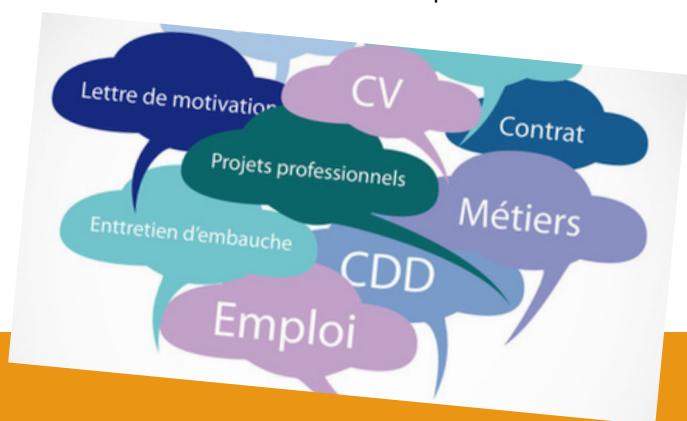 Lettre de motivation
CV
Contrat
Projets professionnels
Métiers
Enttretien d'embauche
CDD
Emploi